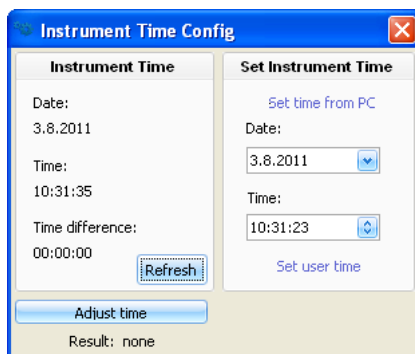 Instrument Time Config
Instrument Time
Date:
3.8.2011
Time:
10:31:35
Time difference:
00:00:00
Refresh
Set Instrument Time
Set time from PC
Date:
3.8.2011
Time:
10:31:23
Set user time
Adjust time
Result: none